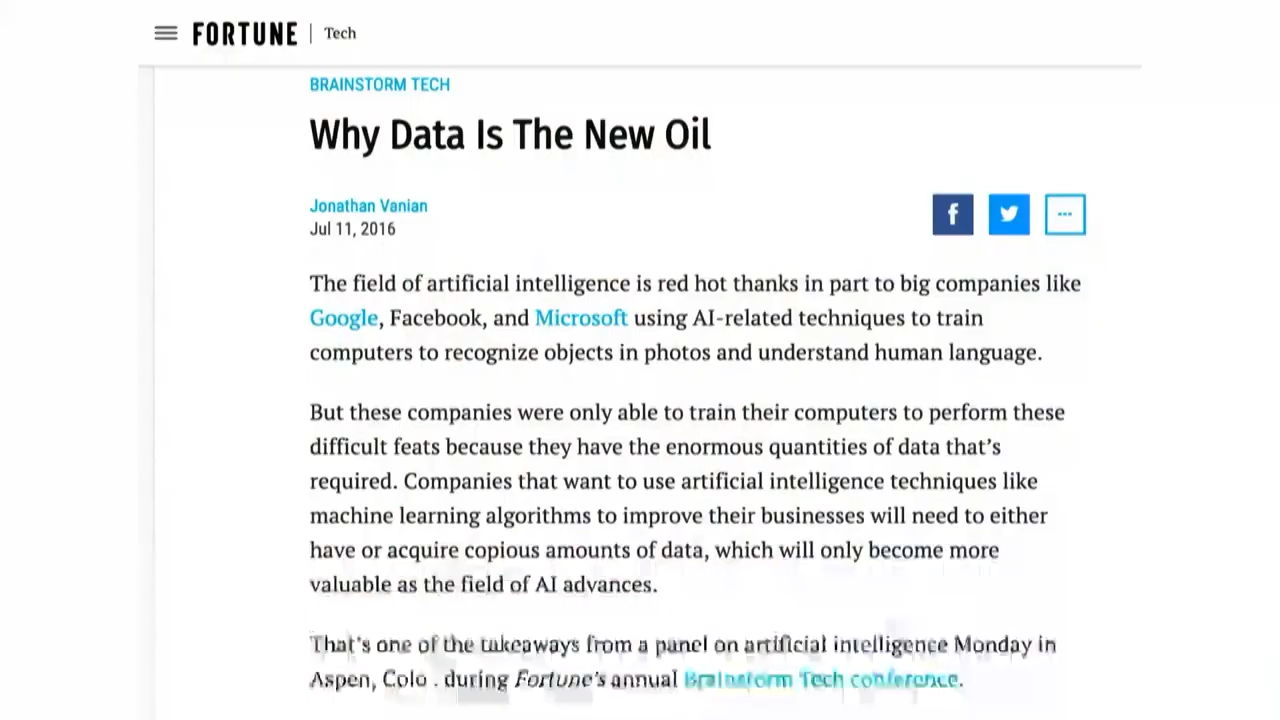 FORTUNE | Tech
BRAINSTORM TECH
Why Data Is The New Oil
Jonathan Vanian
Jul 11, 2016
The field of artificial intelligence is red hot thanks in part to big companies like
Google, Facebook, and Microsoft using AI-related techniques to train
computers to recognize objects in photos and understand human language.
But these companies were only able to train their computers to perform these
difficult feats because they have the enormous quantities of data that's
required. Companies that want to use artificial intelligence techniques like
machine learning algorithms to improve their businesses will need to either
have or acquire copious amounts of data, which will only become more
valuable as the field of AI advances.
That's one of the takeaways from a panel on artificial intelligence Monday in
Aspen, Colo. during Fortune's annual Brainstorm Tech conference.